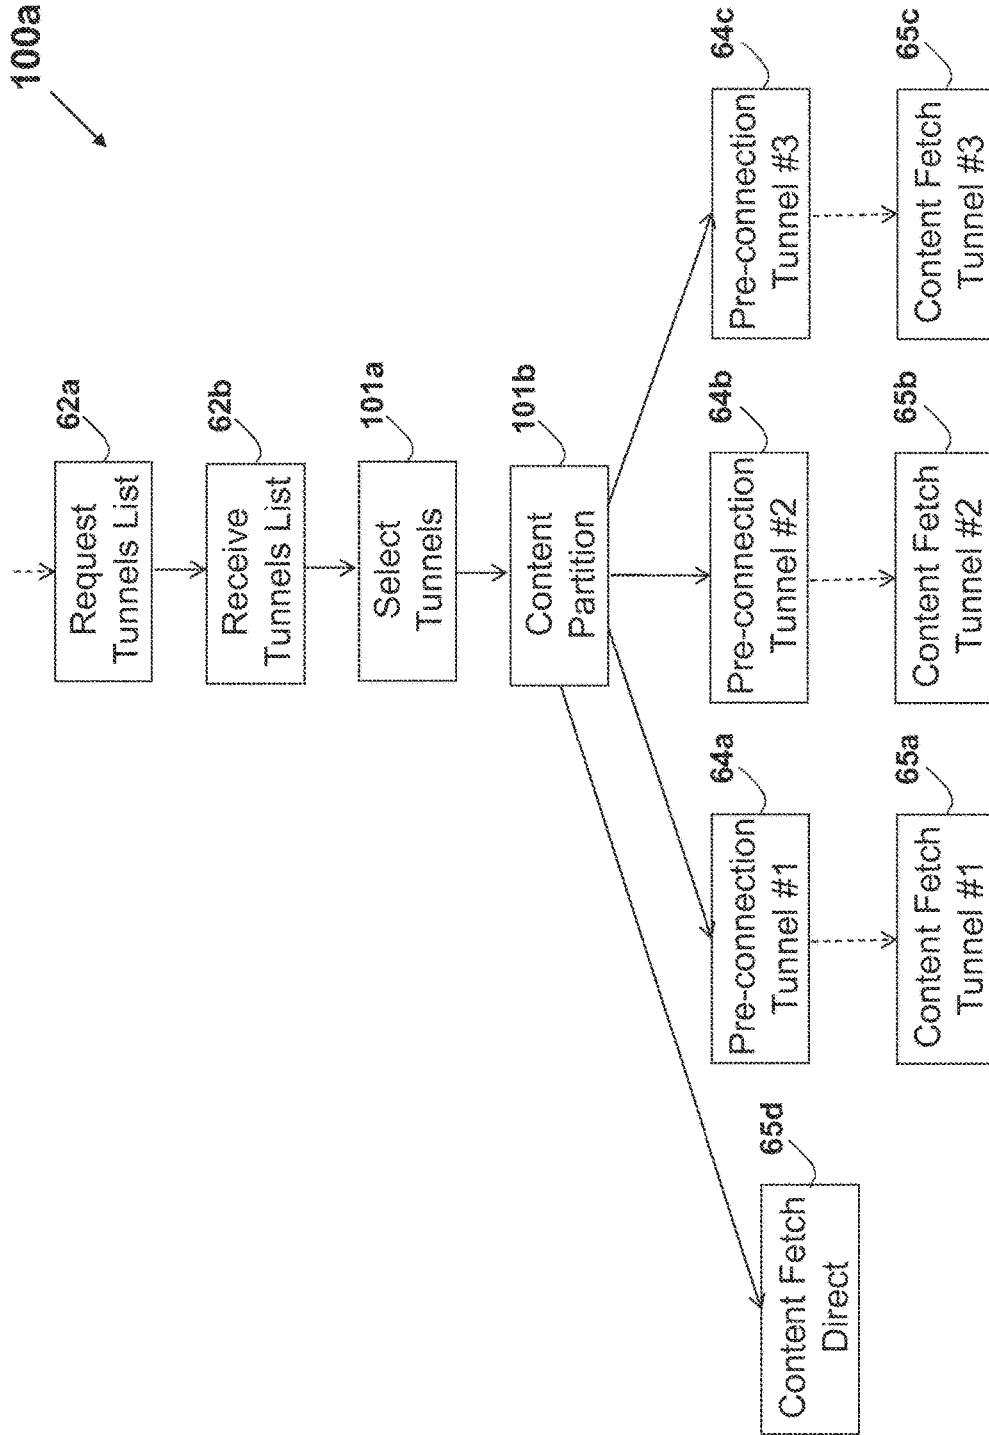 100a
62a
Request
Tunnels List
62b
Receive
Tunnels List
101a
Select
Tunnels
101b
Content
Partition
65d
Content Fetch
Direct
64a
Pre-connection
Tunnel #1
64b
Pre-connection
Tunnel #2
64c
Pre-connection
Tunnel #3
65a
Content Fetch
Tunnel #1
65b
Content Fetch
Tunnel #2
65c
Content Fetch
Tunnel #3